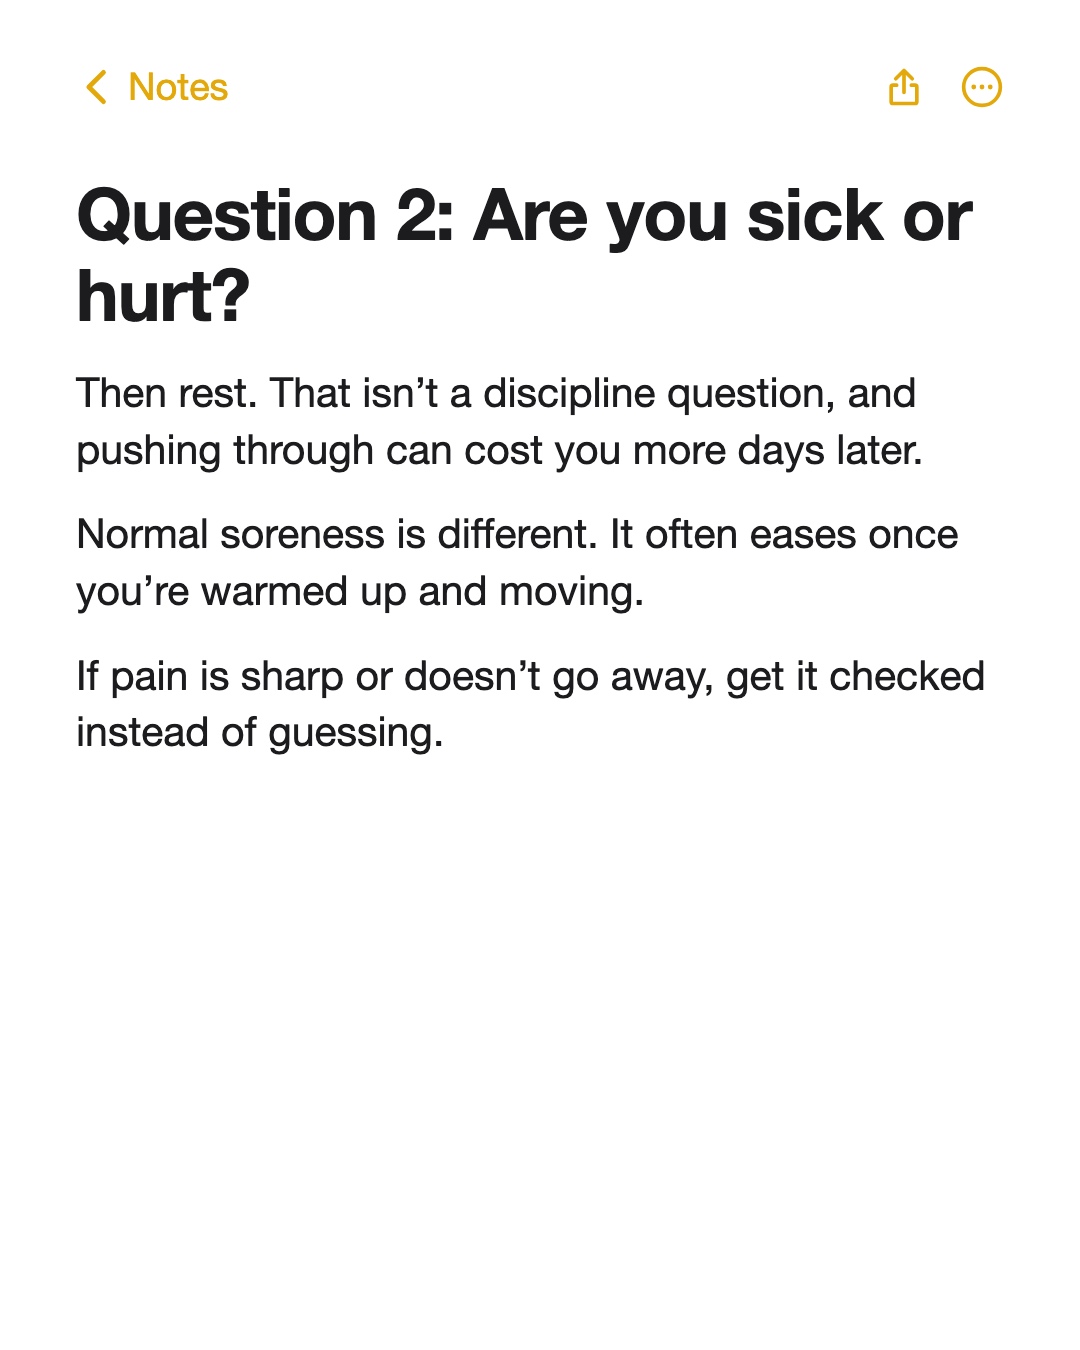 Notes
Question 2: Are you sick or
hurt?
Then rest. That isn’t a discipline question, and
pushing through can cost you more days later.
Normal soreness is different. It often eases once
you’re warmed up and moving.
If pain is sharp or doesn’t go away, get it checked
instead of guessing.